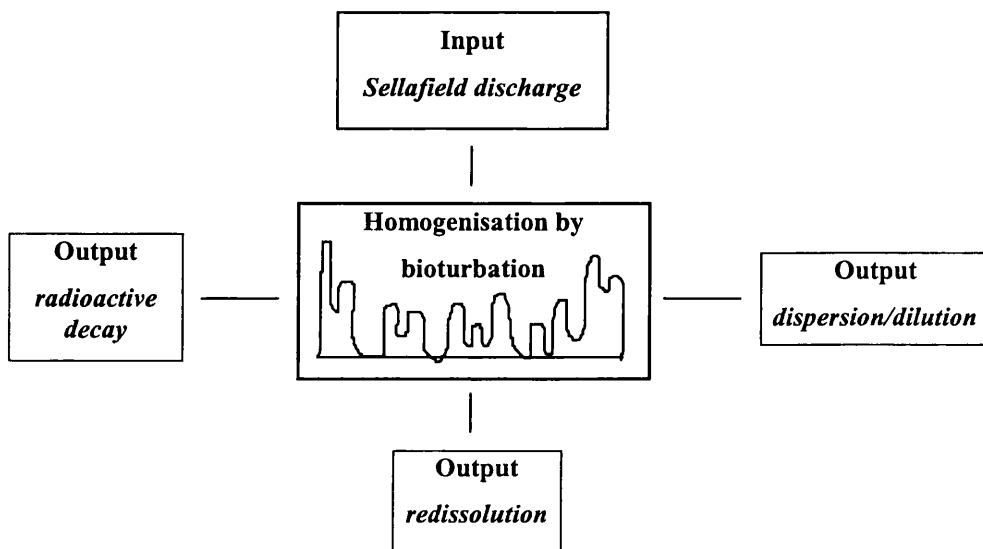 Input
Sellafield discharge
Homogenisation by
bioturbation
Output
radioactive
decay
Output
dispersion/dilution
Output
redissolution